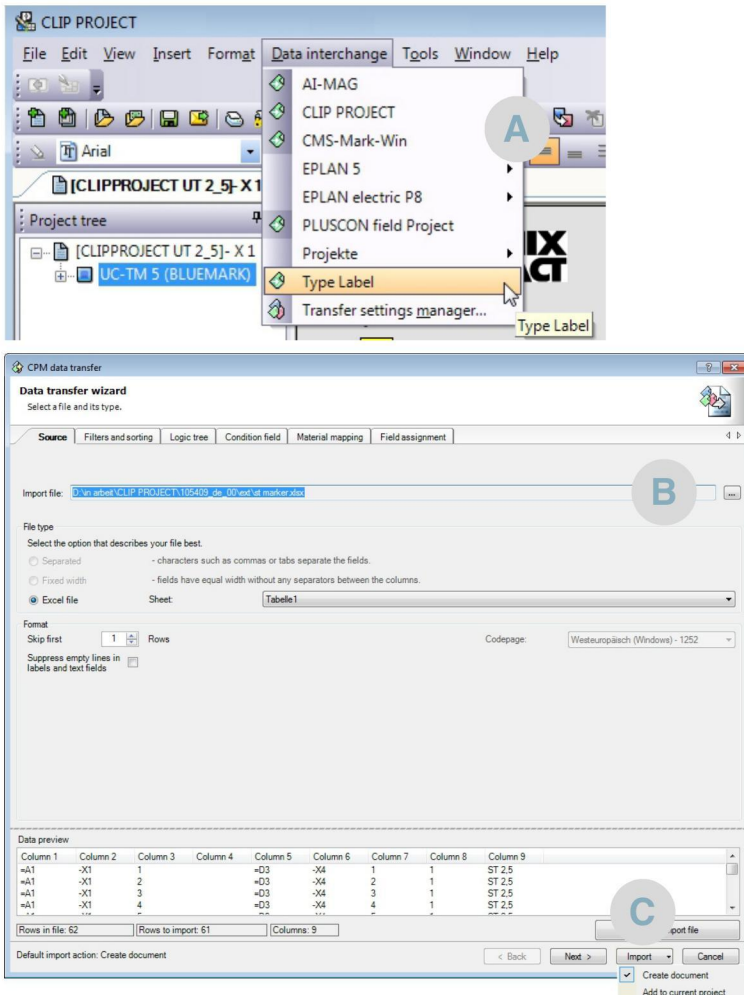 CLIP PROJECT
File Edit View Insert Format Data interchange Tools Window Help
AI-MAG
CLIP PROJECT
CMS-Mark-Win
A
Arial
EPLAN 5
[CLIPPROJECT UT 2_5]- X 1
EPLAN electric P8
Project tree
PLUSCON field Project
[CLIPPROJECT UT 2_5]- X 1
Projekte
IX
UC-TM 5 (BLUEMARK)
Type Label
Transfer settings manager...
Type Label
CPM data transfer
Data transfer wizard
Select a file and its type.
Source Filters and sorting Logic tree Condition field Material mapping Field assignment
Import file: D:\in arbeit\CLIP PROJECT\105409_de_00\ext\st marker.xlsx B ...
File type
Select the option that describes your file best.
Separated - characters such as commas or tabs separate the fields.
Fixed width - fields have equal width without any separators between the columns.
Excel file Sheet: Tabelle1
Format
Skip first 1 Rows Codepage: Westeuropäisch (Windows) - 1252
Suppress empty lines in
labels and text fields
Data preview
Column 1 Column 2 Column 3 Column 4 Column 5 Column 6 Column 7 Column 8 Column 9
=A1 -X1 1 =D3 -X4 1 1 ST 2,5
=A1 -X1 2 =D3 -X4 2 1 ST 2,5
=A1 -X1 3 =D3 -X4 3 1 ST 2,5
=A1 -X1 4 =D3 -X4 4 1 ST 2,5
C
Rows in file: 62 Rows to import: 61 Columns: 9 port file
Default import action: Create document < Back Next > Import Cancel
Create document
Add to current project